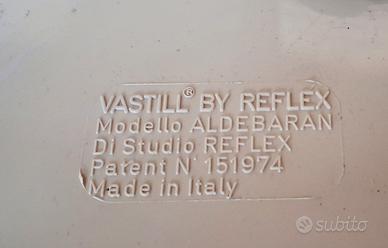 VASTILL® BY REFLEX
Modello ALDEBARAN
Di Studio REFLEX
Patent N° 151974
Made in Italy
subito